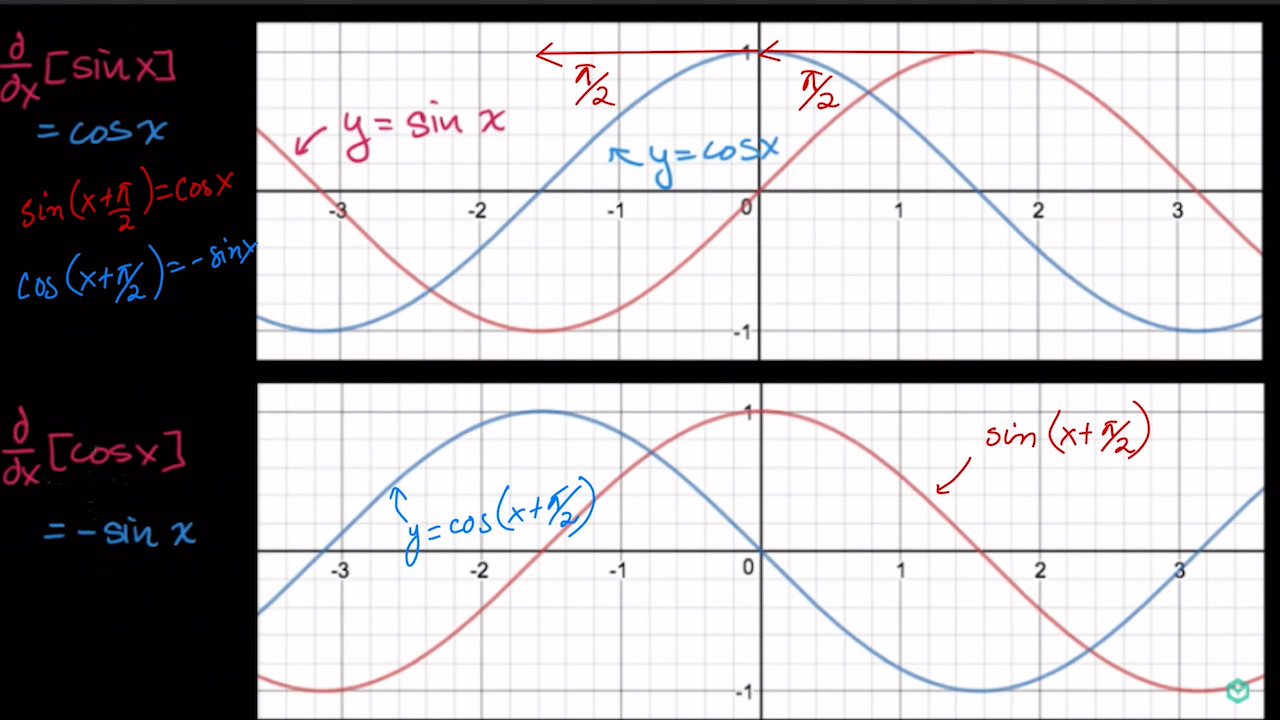 d/dx [sin x]
= cos x
sin(x+π/2)=cos x
cos(x+π/2)=-sin x
π/2
π/2
y = sin x
y = cos x
1
-3
-2
-1
0
1
2
3
-1
d/dx [cos x]
= - sin x
1
sin(x+π/2)
y = cos(x+π/2)
-3
-2
-1
0
1
2
3
-1